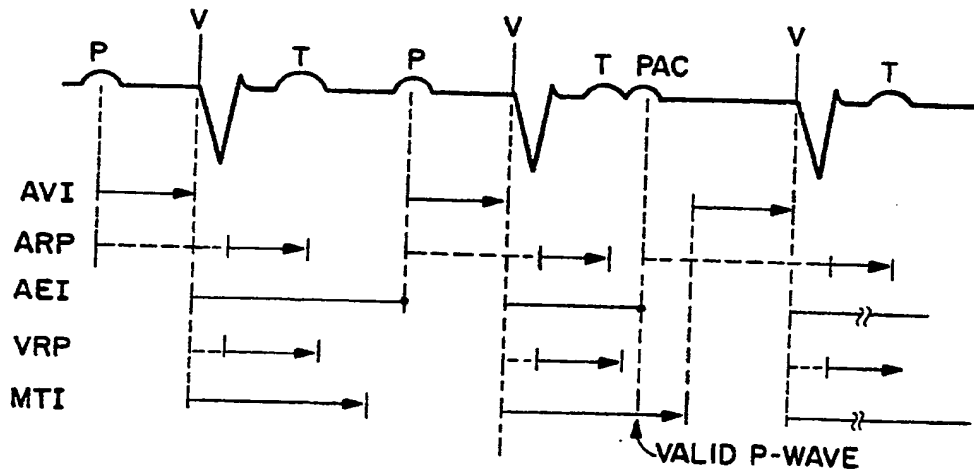 V
V
V
P
T
P
T PAC
T
AVI
ARP
AEI
VRP
MTI
VALID P-WAVE